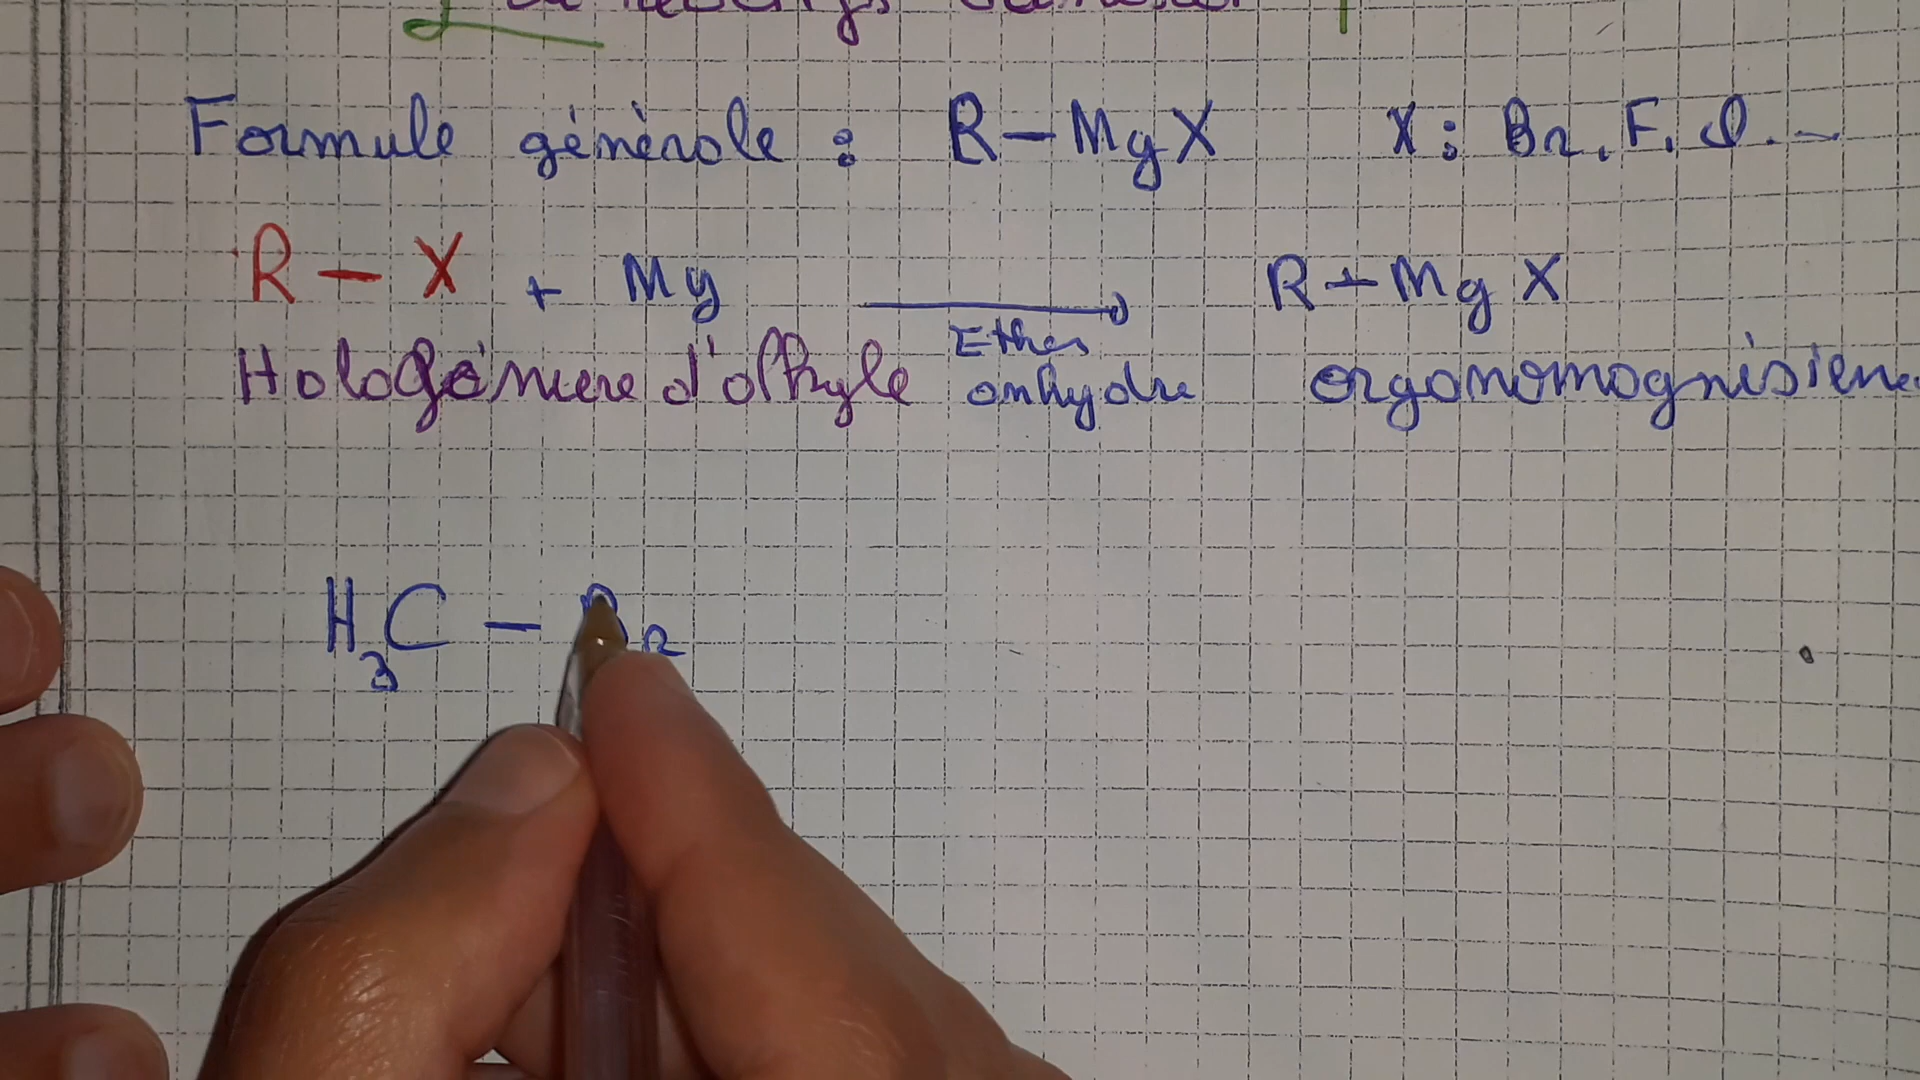 Formule générale : R - MgX X : Br, F, Cl. -
R - X + Mg → R - MgX
Halogénure d'alkyle Ether anhydre organomagnésien
H3C - Br